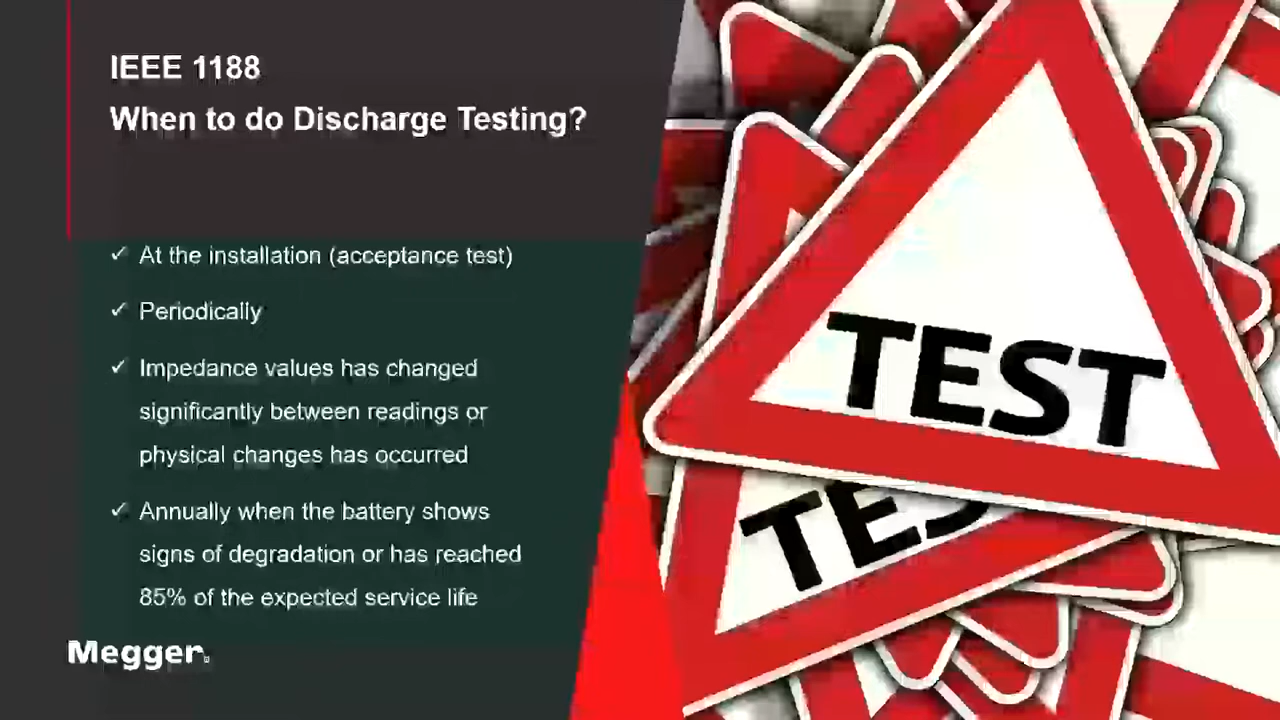 IEEE 1188
When to do Discharge Testing?
✓ At the installation (acceptance test)
✓ Periodically
✓ Impedance values has changed
significantly between readings or
physical changes has occurred
✓ Annually when the battery shows
signs of degradation or has reached
85% of the expected service life
Megger
TEST
TES